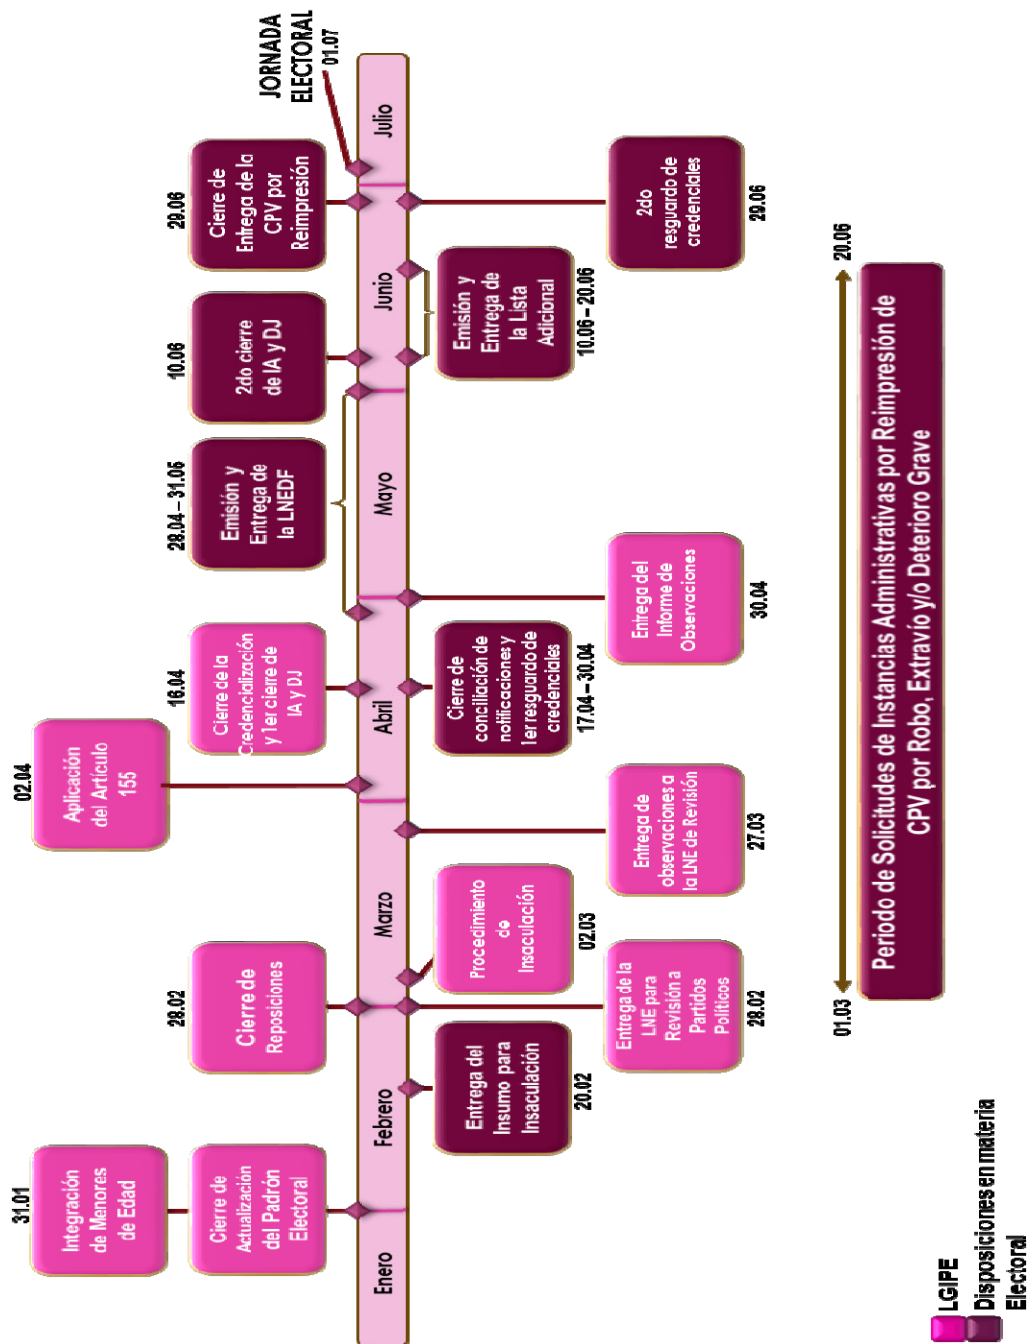 31.01
Integración
de Menores
de Edad
Cierre de
Actualización
del Padrón
Electoral
28.02
Cierre de
Reposiciones
02.04
Aplicación
del Artículo
155
16.04
Cierre de la
Credencialización
y 1er cierre de
IA y DJ
28.04 – 31.06
Emisión y
Entrega de
la LNEDF
10.06
2do cierre
de IA y DJ
29.06
Cierre de
Entrega de la
CPV por
Reimpresión
JORNADA
ELECTORAL
01.07
Enero
Febrero
Marzo
Abril
Mayo
Junio
Julio
Entrega del
Insumo para
Insaculación
20.02
Procedimiento
de
Insaculación
02.03
Cierre de
conciliación de
notificaciones y
1er resguardo de
credenciales
17.04 – 30.04
Emisión y
Entrega de
la Lista
Adicional
10.06 – 20.06
Entrega de la
LNE para
Revisión a
Partidos
Políticos
28.02
Entrega de
observaciones a
la LNE de Revisión
27.03
Entrega del
Informe de
Observaciones
30.04
2do
resguardo de
credenciales
29.06
01.03
20.06
Periodo de Solicitudes de Instancias Administrativas por Reimpresión de
CPV por Robo, Extravío y/o Deterioro Grave
LGIPE
Disposiciones en materia
Electoral